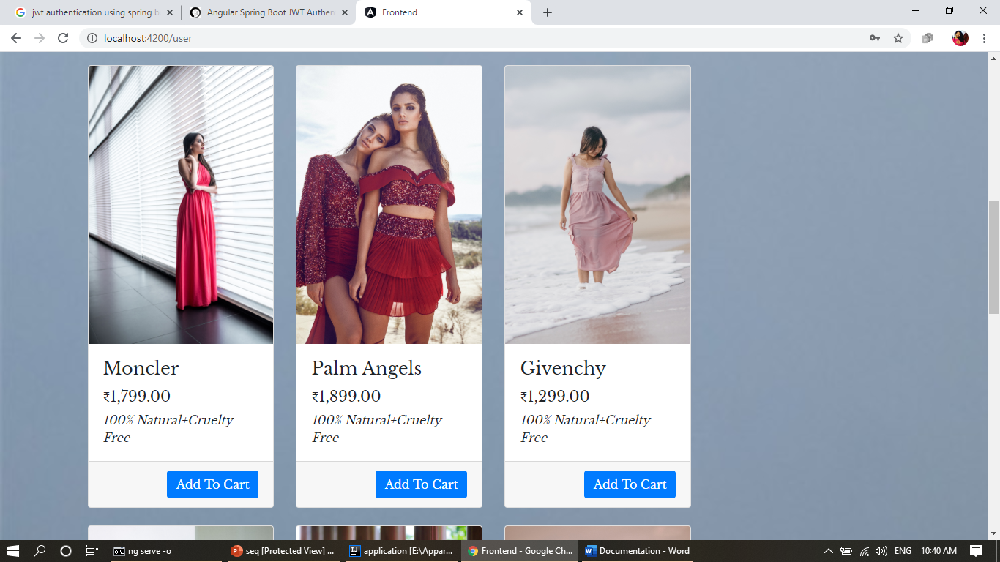 jwt authentication using spring b
Angular Spring Boot JWT Authen
Frontend
localhost:4200/user
Moncler
₹1,799.00
100% Natural+Cruelty
Free
Add To Cart
Palm Angels
₹1,899.00
100% Natural+Cruelty
Free
Add To Cart
Givenchy
₹1,299.00
100% Natural+Cruelty
Free
Add To Cart
ng serve -o
seq [Protected View] ...
application [E:\Appar...
Frontend - Google Ch...
Documentation - Word
ENG
10:40 AM